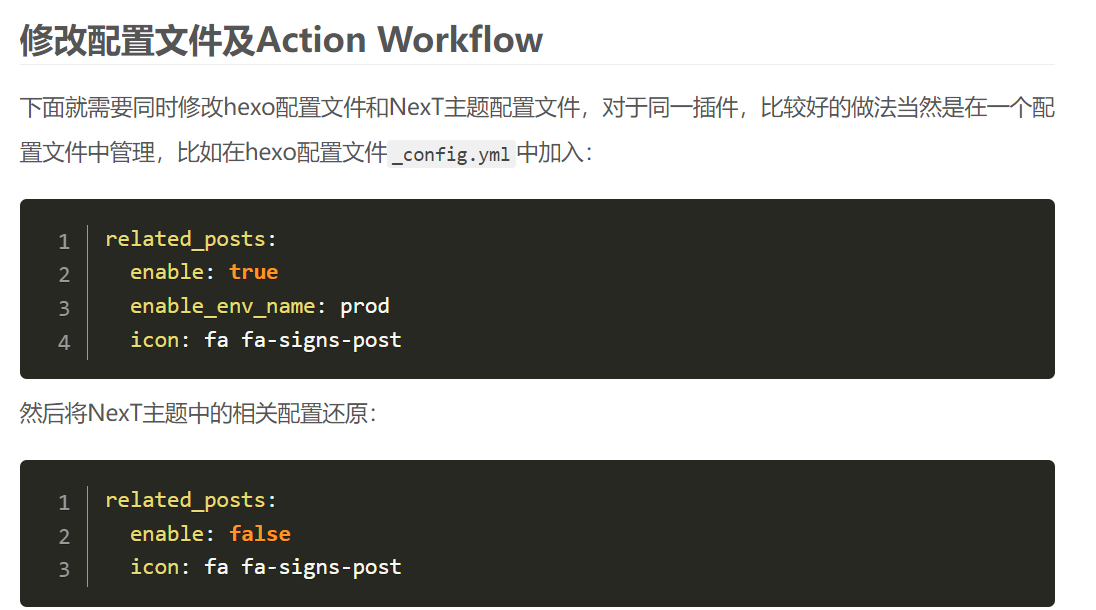 修改配置文件及Action Workflow
下面就需要同时修改hexo配置文件和NexT主题配置文件，对于同一插件，比较好的做法当然是在一个配
置文件中管理，比如在hexo配置文件_config.yml中加入：
1 related_posts:
2   enable: true
3   enable_env_name: prod
4   icon: fa fa-signs-post
然后将NexT主题中的相关配置还原：
1 related_posts:
2   enable: false
3   icon: fa fa-signs-post